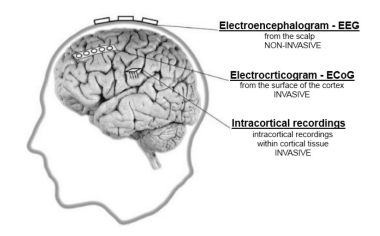 Electroencephalogram - EEG
from the scalp
NON-INVASIVE
Electrcrticogram - ECoG
from the surface of the cortex
INVASIVE
Intracortical recordings
intracortical recordings
within cortical tissue
INVASIVE